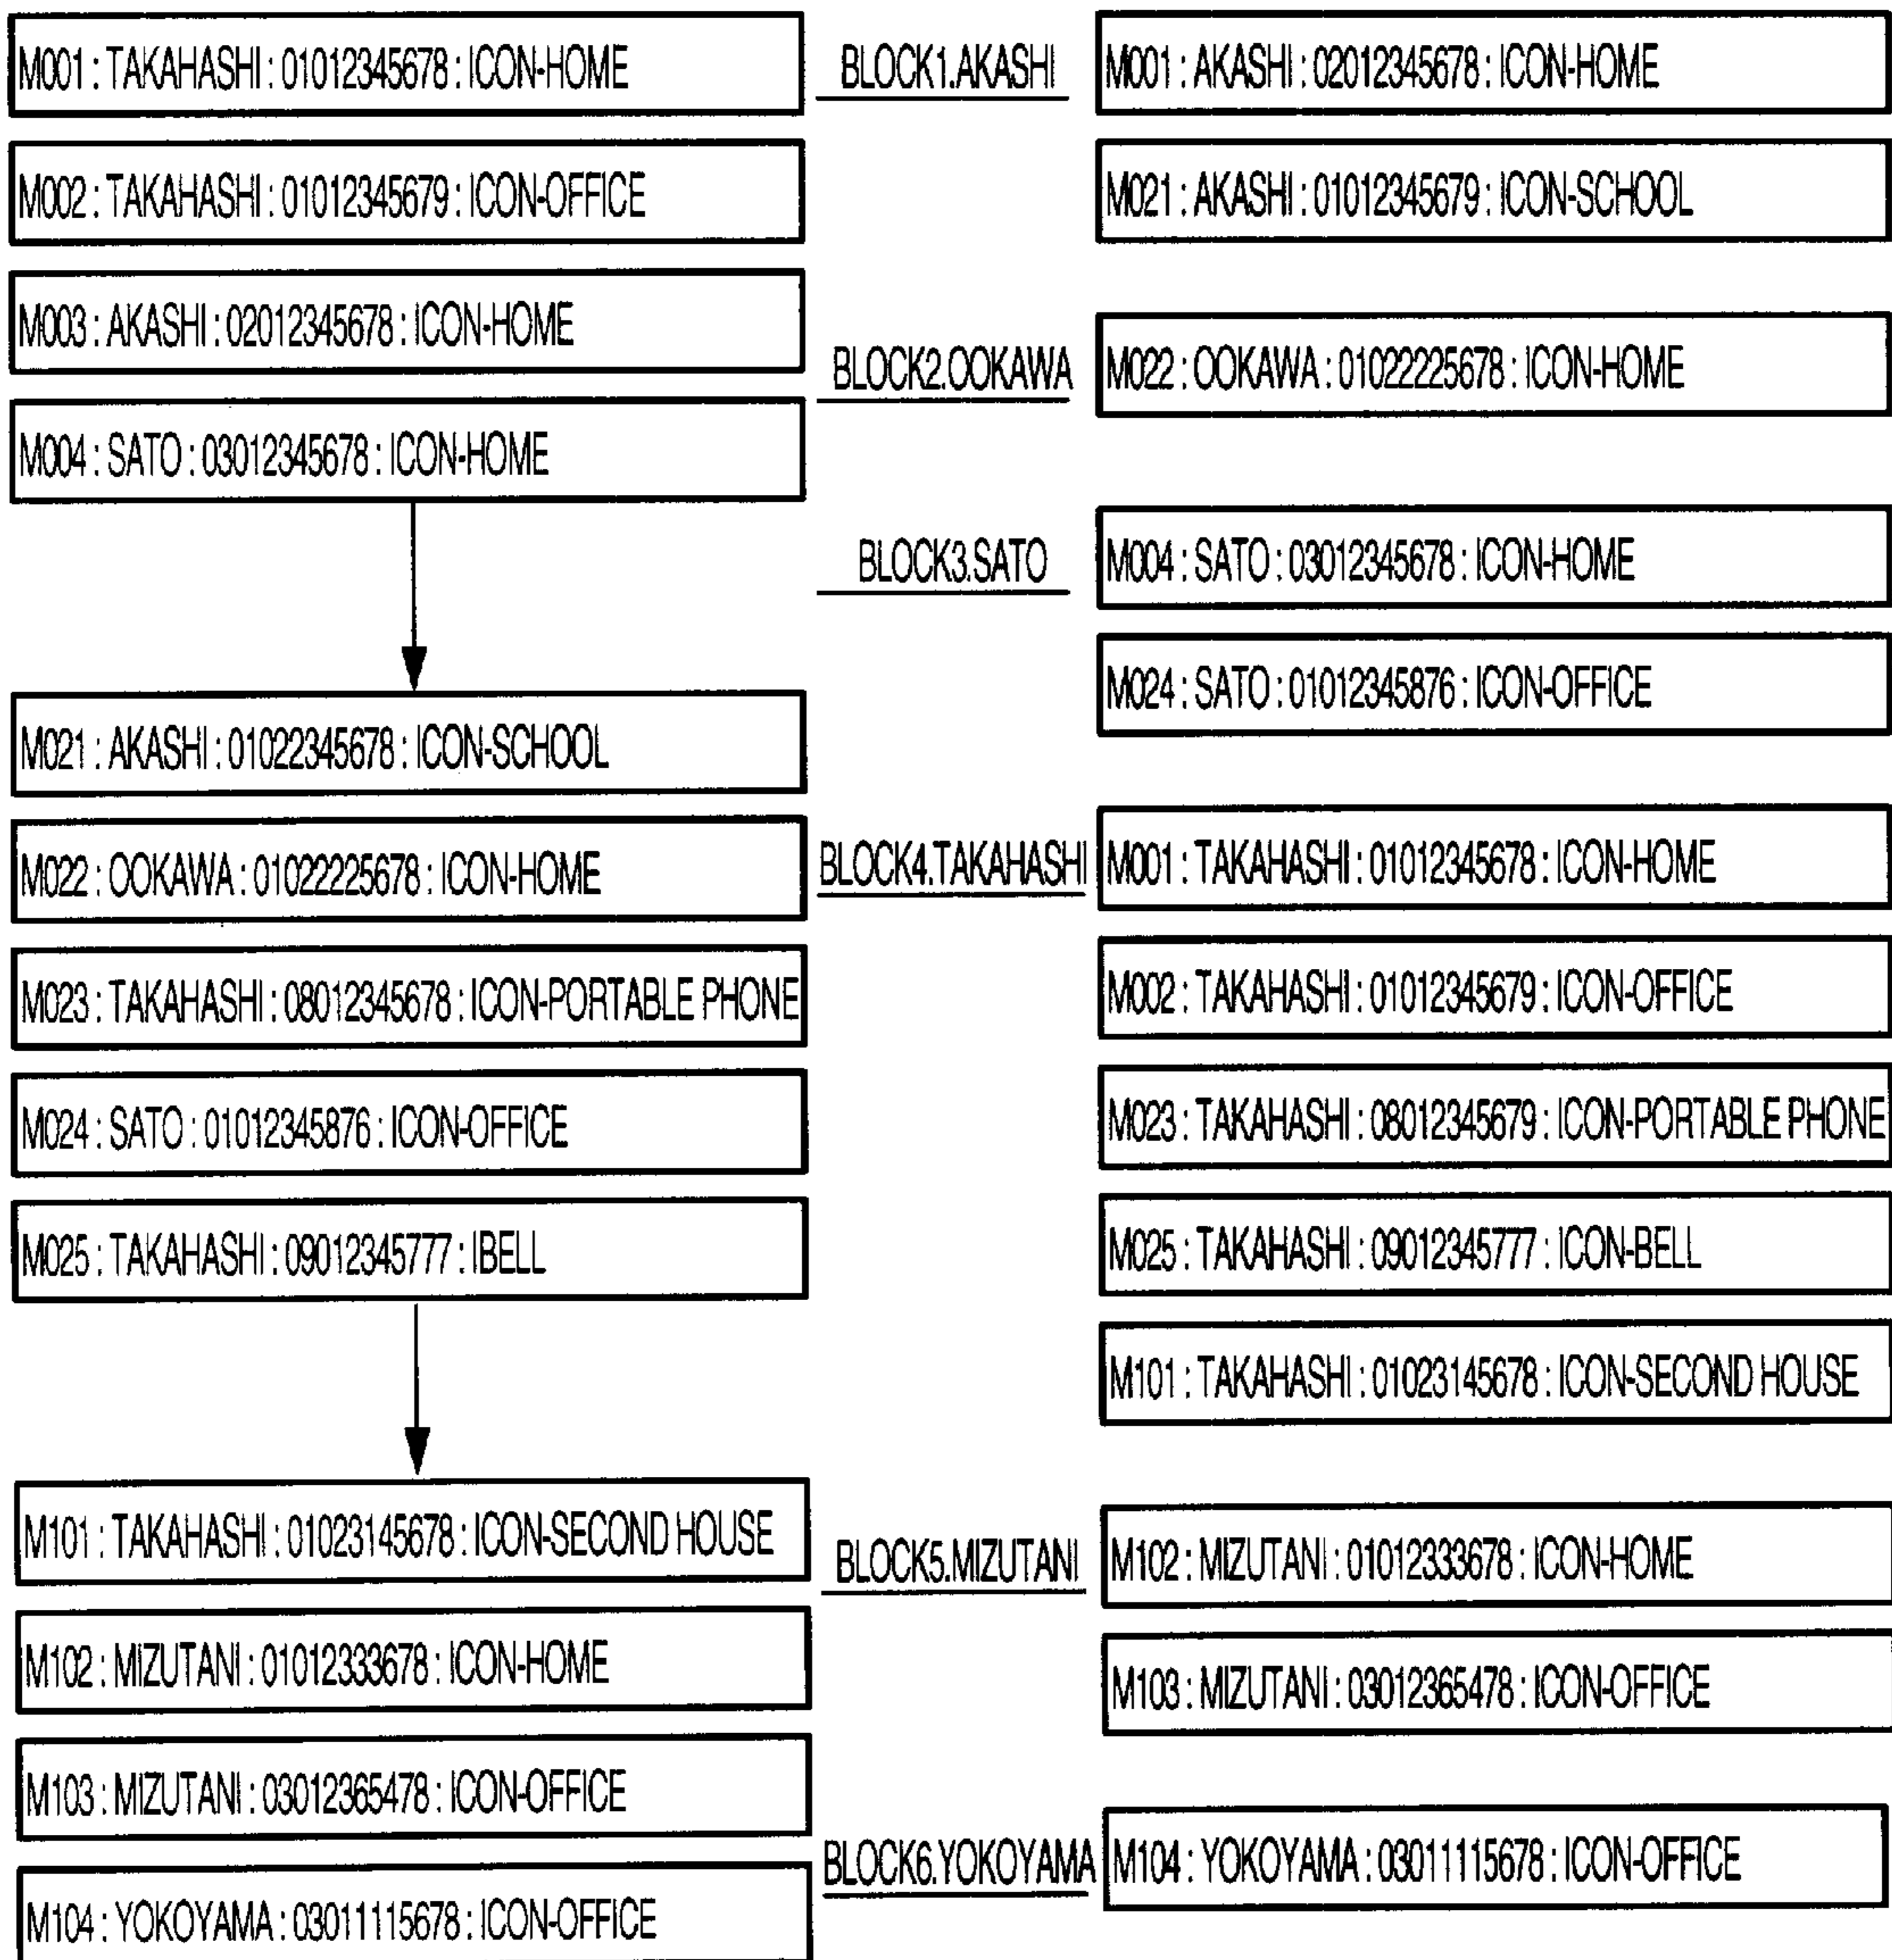 M001 : TAKAHASHI : 01012345678 : ICON-HOME
M002 : TAKAHASHI : 01012345679 : ICON-OFFICE
M003 : AKASHI : 02012345678 : ICON-HOME
M004 : SATO : 03012345678 : ICON-HOME
M021 : AKASHI : 01022345678 : ICON-SCHOOL
M022 : OOKAWA : 01022225678 : ICON-HOME
M023 : TAKAHASHI : 08012345678 : ICON-PORTABLE PHONE
M024 : SATO : 01012345876 : ICON-OFFICE
M025 : TAKAHASHI : 09012345777 : IBELL
M101 : TAKAHASHI : 01023145678 : ICON-SECOND HOUSE
M102 : MIZUTANI : 01012333678 : ICON-HOME
M103 : MIZUTANI : 03012365478 : ICON-OFFICE
M104 : YOKOYAMA : 03011115678 : ICON-OFFICE
BLOCK1.AKASHI
M001 : AKASHI : 02012345678 : ICON-HOME
M021 : AKASHI : 01012345679 : ICON-SCHOOL
BLOCK2.OOKAWA
M022 : OOKAWA : 01022225678 : ICON-HOME
BLOCK3.SATO
M004 : SATO : 03012345678 : ICON-HOME
M024 : SATO : 01012345876 : ICON-OFFICE
BLOCK4.TAKAHASHI
M001 : TAKAHASHI : 01012345678 : ICON-HOME
M002 : TAKAHASHI : 01012345679 : ICON-OFFICE
M023 : TAKAHASHI : 08012345679 : ICON-PORTABLE PHONE
M025 : TAKAHASHI : 09012345777 : ICON-BELL
M101 : TAKAHASHI : 01023145678 : ICON-SECOND HOUSE
BLOCK5.MIZUTANI
M102 : MIZUTANI : 01012333678 : ICON-HOME
M103 : MIZUTANI : 03012365478 : ICON-OFFICE
BLOCK6.YOKOYAMA
M104 : YOKOYAMA : 03011115678 : ICON-OFFICE